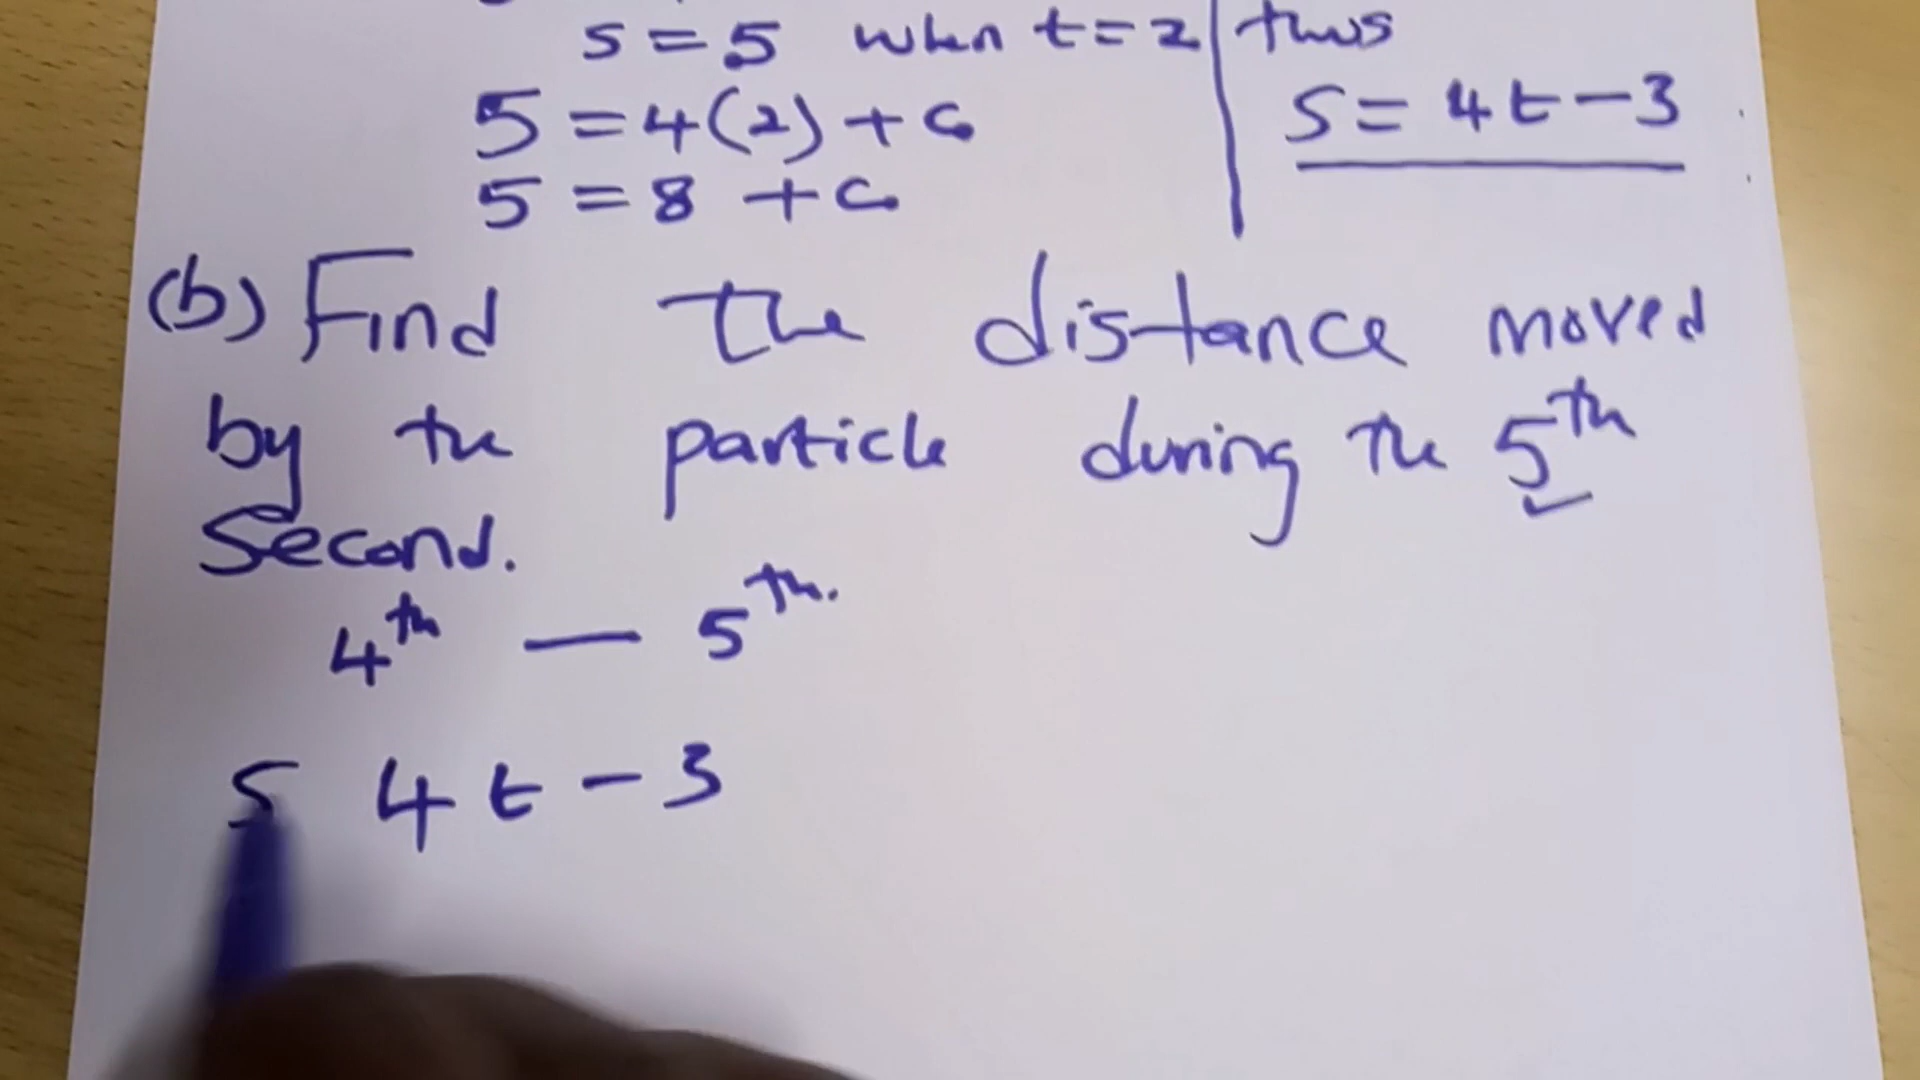 s = 5 when t = 2
5 = 4(2) + c
5 = 8 + c
thus
S = 4t - 3
(b) Find the distance moved
by the particle during the 5th
Second.
4th — 5th.
S 4t - 3